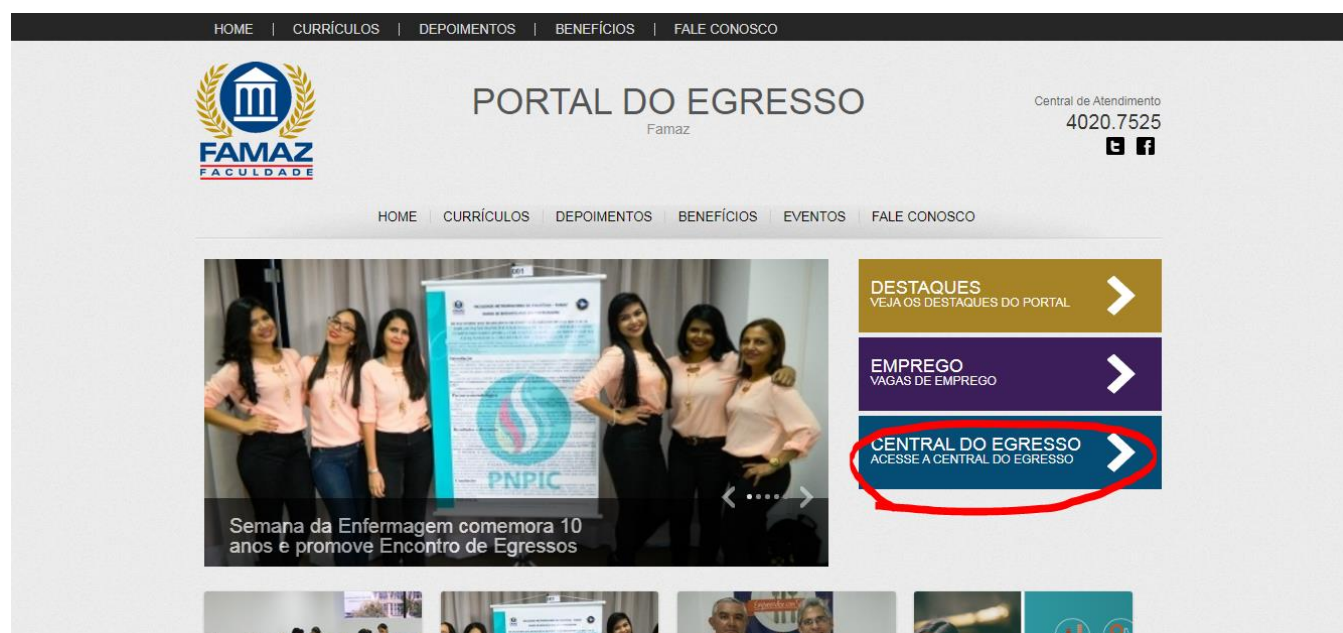 HOME | CURRÍCULOS | DEPOIMENTOS | BENEFÍCIOS | FALE CONOSCO
FAMAZ
FACULDADE
PORTAL DO EGRESSO
Famaz
Central de Atendimento
4020.7525
HOME CURRÍCULOS DEPOIMENTOS BENEFÍCIOS EVENTOS FALE CONOSCO
001
PNPIC
Semana da Enfermagem comemora 10
anos e promove Encontro de Egressos
DESTAQUES
VEJA OS DESTAQUES DO PORTAL
EMPREGO
VAGAS DE EMPREGO
CENTRAL DO EGRESSO
ACESSE A CENTRAL DO EGRESSO